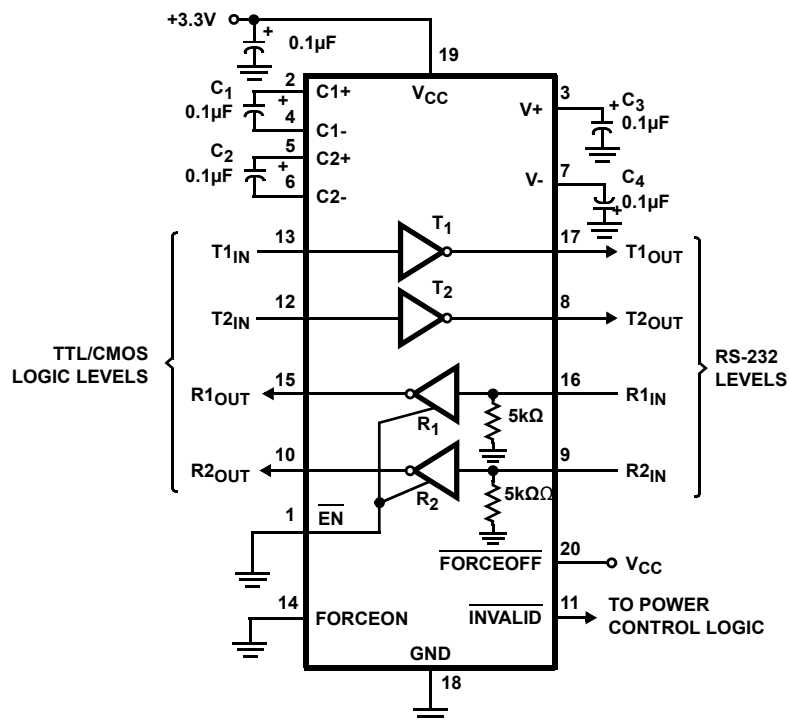 +3.3V
+
0.1µF
19
C1
0.1µF
+
2
4
C1+
C1-
VCC
3
V+
+
C3
0.1µF
C2
0.1µF
+
5
6
C2+
C2-
7
V-
C4
0.1µF
+
T1IN
13
T1
17
T1OUT
T2IN
12
T2
8
T2OUT
TTL/CMOS
LOGIC LEVELS
RS-232
LEVELS
R1OUT
15
R1
5kΩ
16
R1IN
R2OUT
10
R2
5kΩΩ
9
R2IN
1
EN
FORCEOFF
20
VCC
14
FORCEON
INVALID
11
TO POWER
CONTROL LOGIC
GND
18